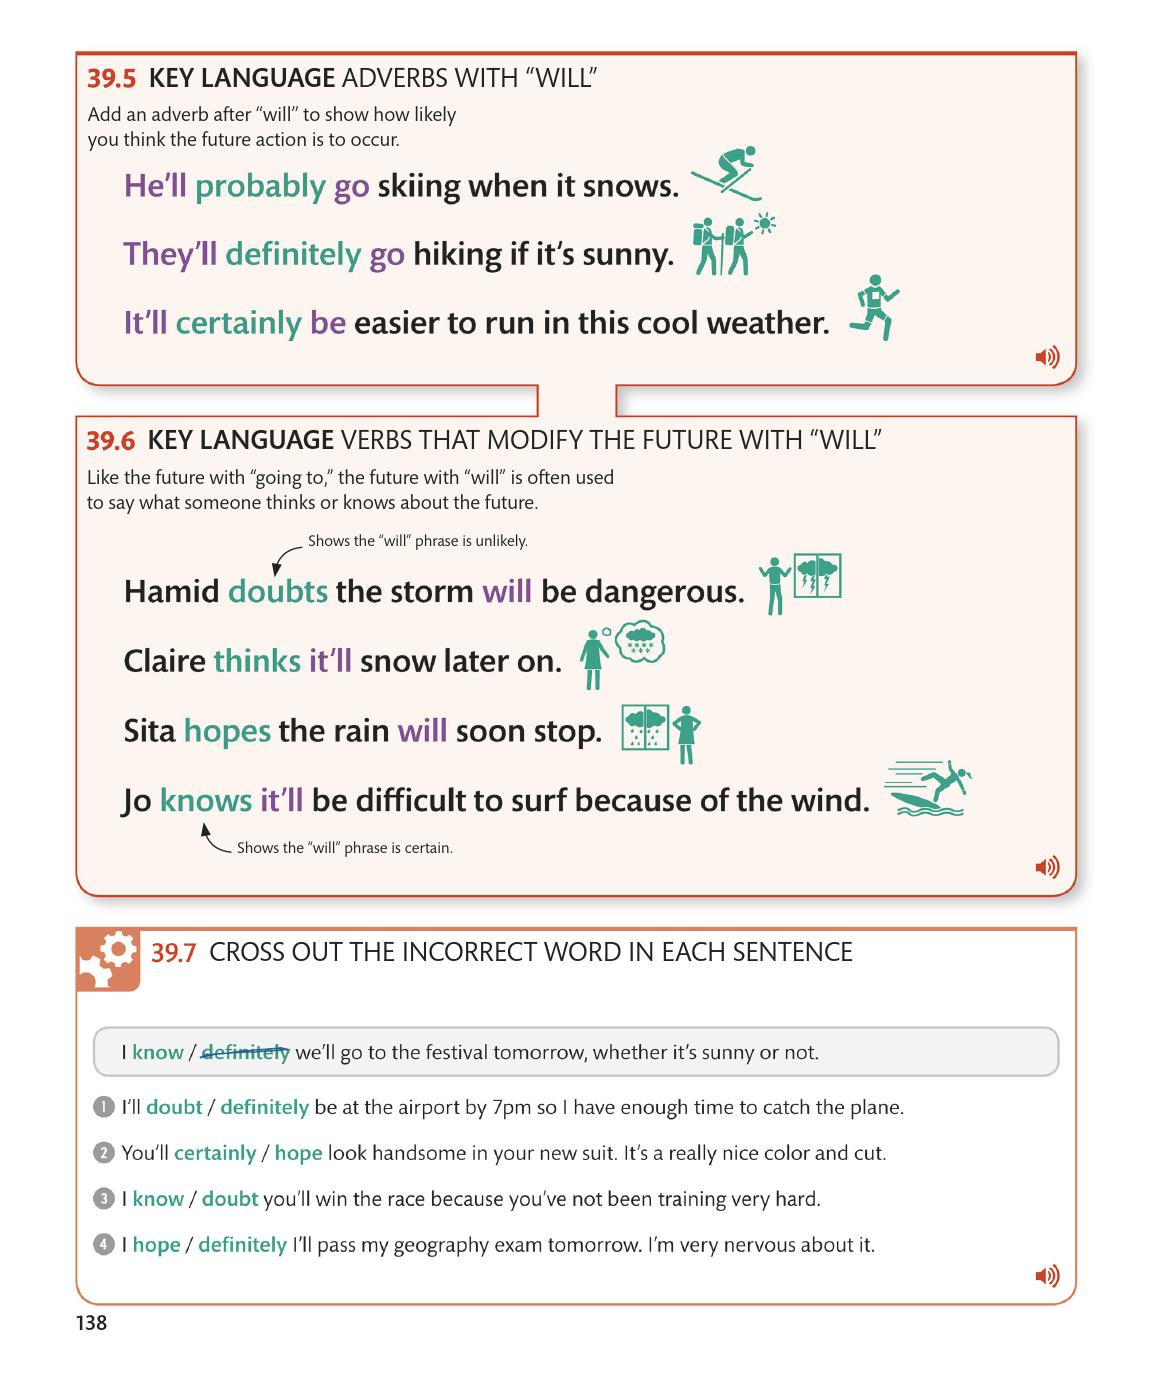 39.5 KEY LANGUAGE ADVERBS WITH “WILL”
Add an adverb after “will” to show how likely
you think the future action is to occur.
He’ll probably go skiing when it snows.
They’ll definitely go hiking if it’s sunny.
It’ll certainly be easier to run in this cool weather.
39.6 KEY LANGUAGE VERBS THAT MODIFY THE FUTURE WITH “WILL”
Like the future with “going to,” the future with “will” is often used
to say what someone thinks or knows about the future.
Shows the “will” phrase is unlikely.
Hamid doubts the storm will be dangerous.
Claire thinks it’ll snow later on.
Sita hopes the rain will soon stop.
Jo knows it’ll be difficult to surf because of the wind.
Shows the “will” phrase is certain.
39.7 CROSS OUT THE INCORRECT WORD IN EACH SENTENCE
I know / definitely we’ll go to the festival tomorrow, whether it’s sunny or not.
1 I’ll doubt / definitely be at the airport by 7pm so I have enough time to catch the plane.
2 You’ll certainly / hope look handsome in your new suit. It’s a really nice color and cut.
3 I know / doubt you’ll win the race because you’ve not been training very hard.
4 I hope / definitely I’ll pass my geography exam tomorrow. I’m very nervous about it.
138